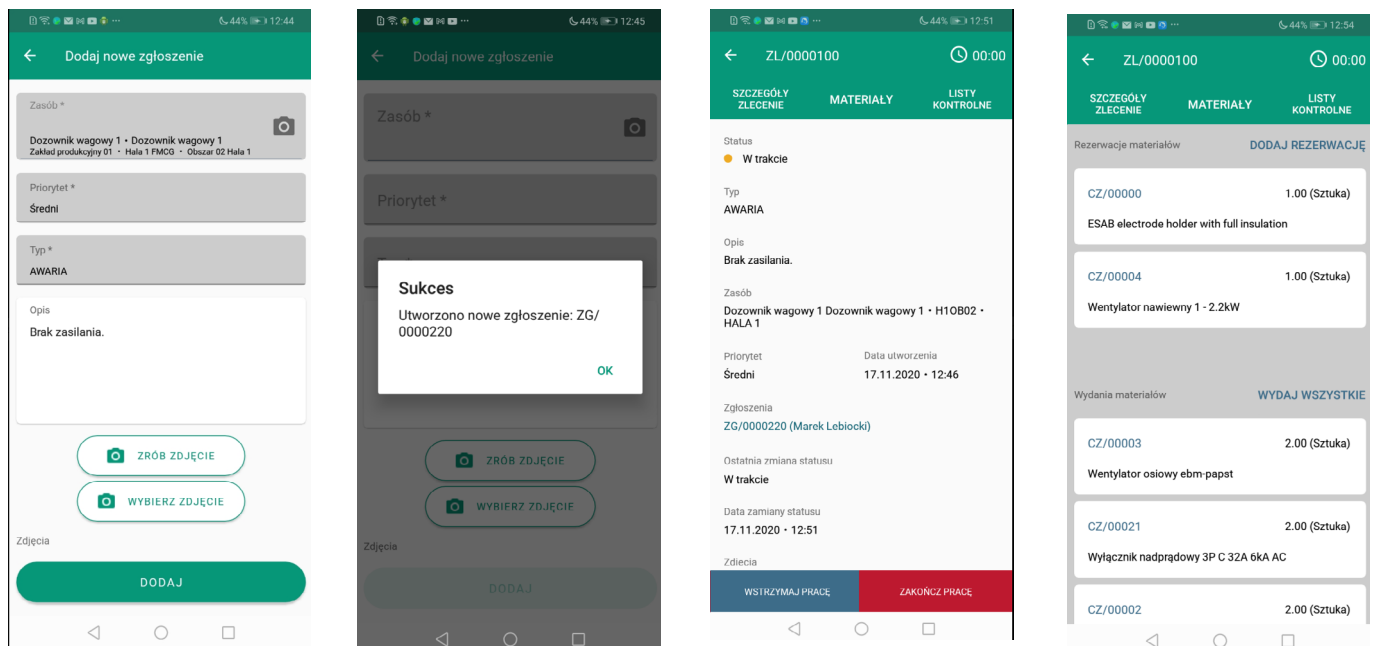 44% 12:44
Dodaj nowe zgłoszenie
Zasób *
Dozownik wagowy 1 • Dozownik wagowy 1
Zakład produkcyjny 01 • Hala 1 FMCG • Obszar 02 Hala 1
Priorytet *
Średni
Typ *
AWARIA
Opis
Brak zasilania.
ZRÓB ZDJĘCIE
WYBIERZ ZDJĘCIE
Zdjęcia
DODAJ
44% 12:45
Dodaj nowe zgłoszenie
Zasób *
Priorytet *
Sukces
Utworzono nowe zgłoszenie: ZG/
0000220
OK
ZRÓB ZDJĘCIE
WYBIERZ ZDJĘCIE
Zdjęcia
DODAJ
44% 12:51
ZL/0000100 00:00
SZCZEGÓŁY
ZLECENIE
MATERIAŁY
LISTY
KONTROLNE
Status
W trakcie
Typ
AWARIA
Opis
Brak zasilania.
Zasób
Dozownik wagowy 1 Dozownik wagowy 1 • H1OB02 •
HALA 1
Priorytet Data utworzenia
Średni 17.11.2020 • 12:46
Zgłoszenia
ZG/0000220 (Marek Lebiocki)
Ostatnia zmiana statusu
W trakcie
Data zamiany statusu
17.11.2020 • 12:51
Zdjecia
WSTRZYMAJ PRACĘ ZAKOŃCZ PRACĘ
44% 12:54
ZL/0000100 00:00
SZCZEGÓŁY
ZLECENIE
MATERIAŁY
LISTY
KONTROLNE
Rezerwacje materiałów DODAJ REZERWACJĘ
CZ/00000 1.00 (Sztuka)
ESAB electrode holder with full insulation
CZ/00004 1.00 (Sztuka)
Wentylator nawiewny 1 - 2.2kW
Wydania materiałów WYDAJ WSZYSTKIE
CZ/00003 2.00 (Sztuka)
Wentylator osiowy ebm-papst
CZ/00021 2.00 (Sztuka)
Wyłącznik nadprądowy 3P C 32A 6kA AC
CZ/00002 2.00 (Sztuka)